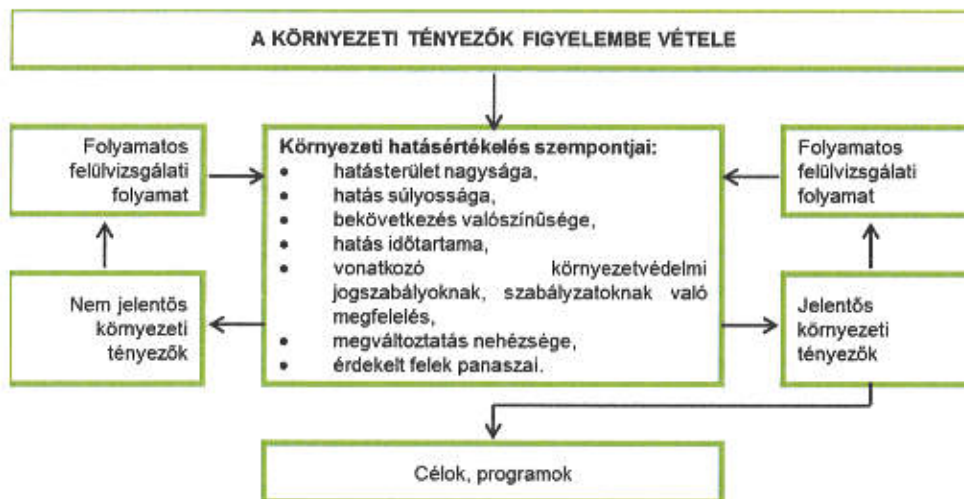 A KÖRNYEZETI TÉNYEZŐK FIGYELEMBE VÉTELE
Folyamatos
felülvizsgálati
folyamat
Nem jelentős
környezeti
tényezők
Környezeti hatásértékelés szempontjai:
• hatásterület nagysága,
• hatás súlyossága,
• bekövetkezés valószínűsége,
• hatás időtartama,
• vonatkozó környezetvédelmi
jogszabályoknak, szabályzatoknak való
megfelelés,
• megváltoztatás nehézsége,
• érdekelt felek panaszai.
Folyamatos
felülvizsgálati
folyamat
Jelentős
környezeti
tényezők
Célok, programok